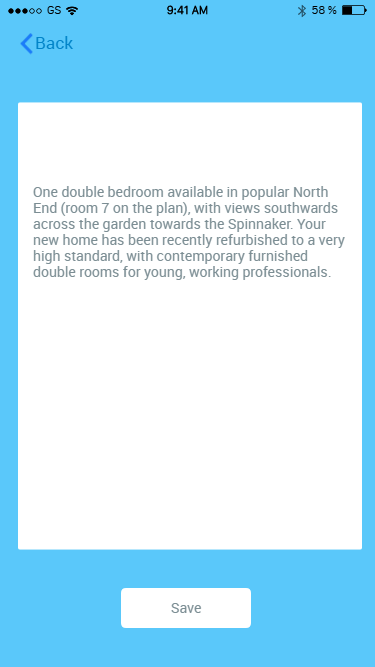 GS 9:41 AM 58 %
Back
One double bedroom available in popular North
End (room 7 on the plan), with views southwards
across the garden towards the Spinnaker. Your
new home has been recently refurbished to a very
high standard, with contemporary furnished
double rooms for young, working professionals.
Save